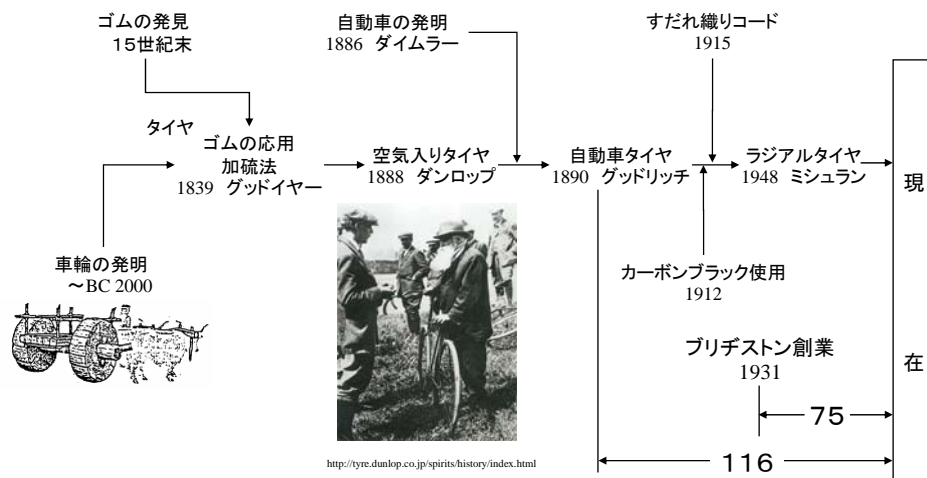 ゴムの発見
15世紀末
自動車の発明
1886 ダイムラー
すだれ織りコード
1915
タイヤ
ゴムの応用
加硫法
1839 グッドイヤー
空気入りタイヤ
1888 ダンロップ
自動車タイヤ
1890 グッドリッチ
ラジアルタイヤ
1948 ミシュラン
現
在
車輪の発明
～BC 2000
カーボンブラック使用
1912
ブリヂストン創業
1931
75
116
http://tyre.dunlop.co.jp/spirits/history/index.html